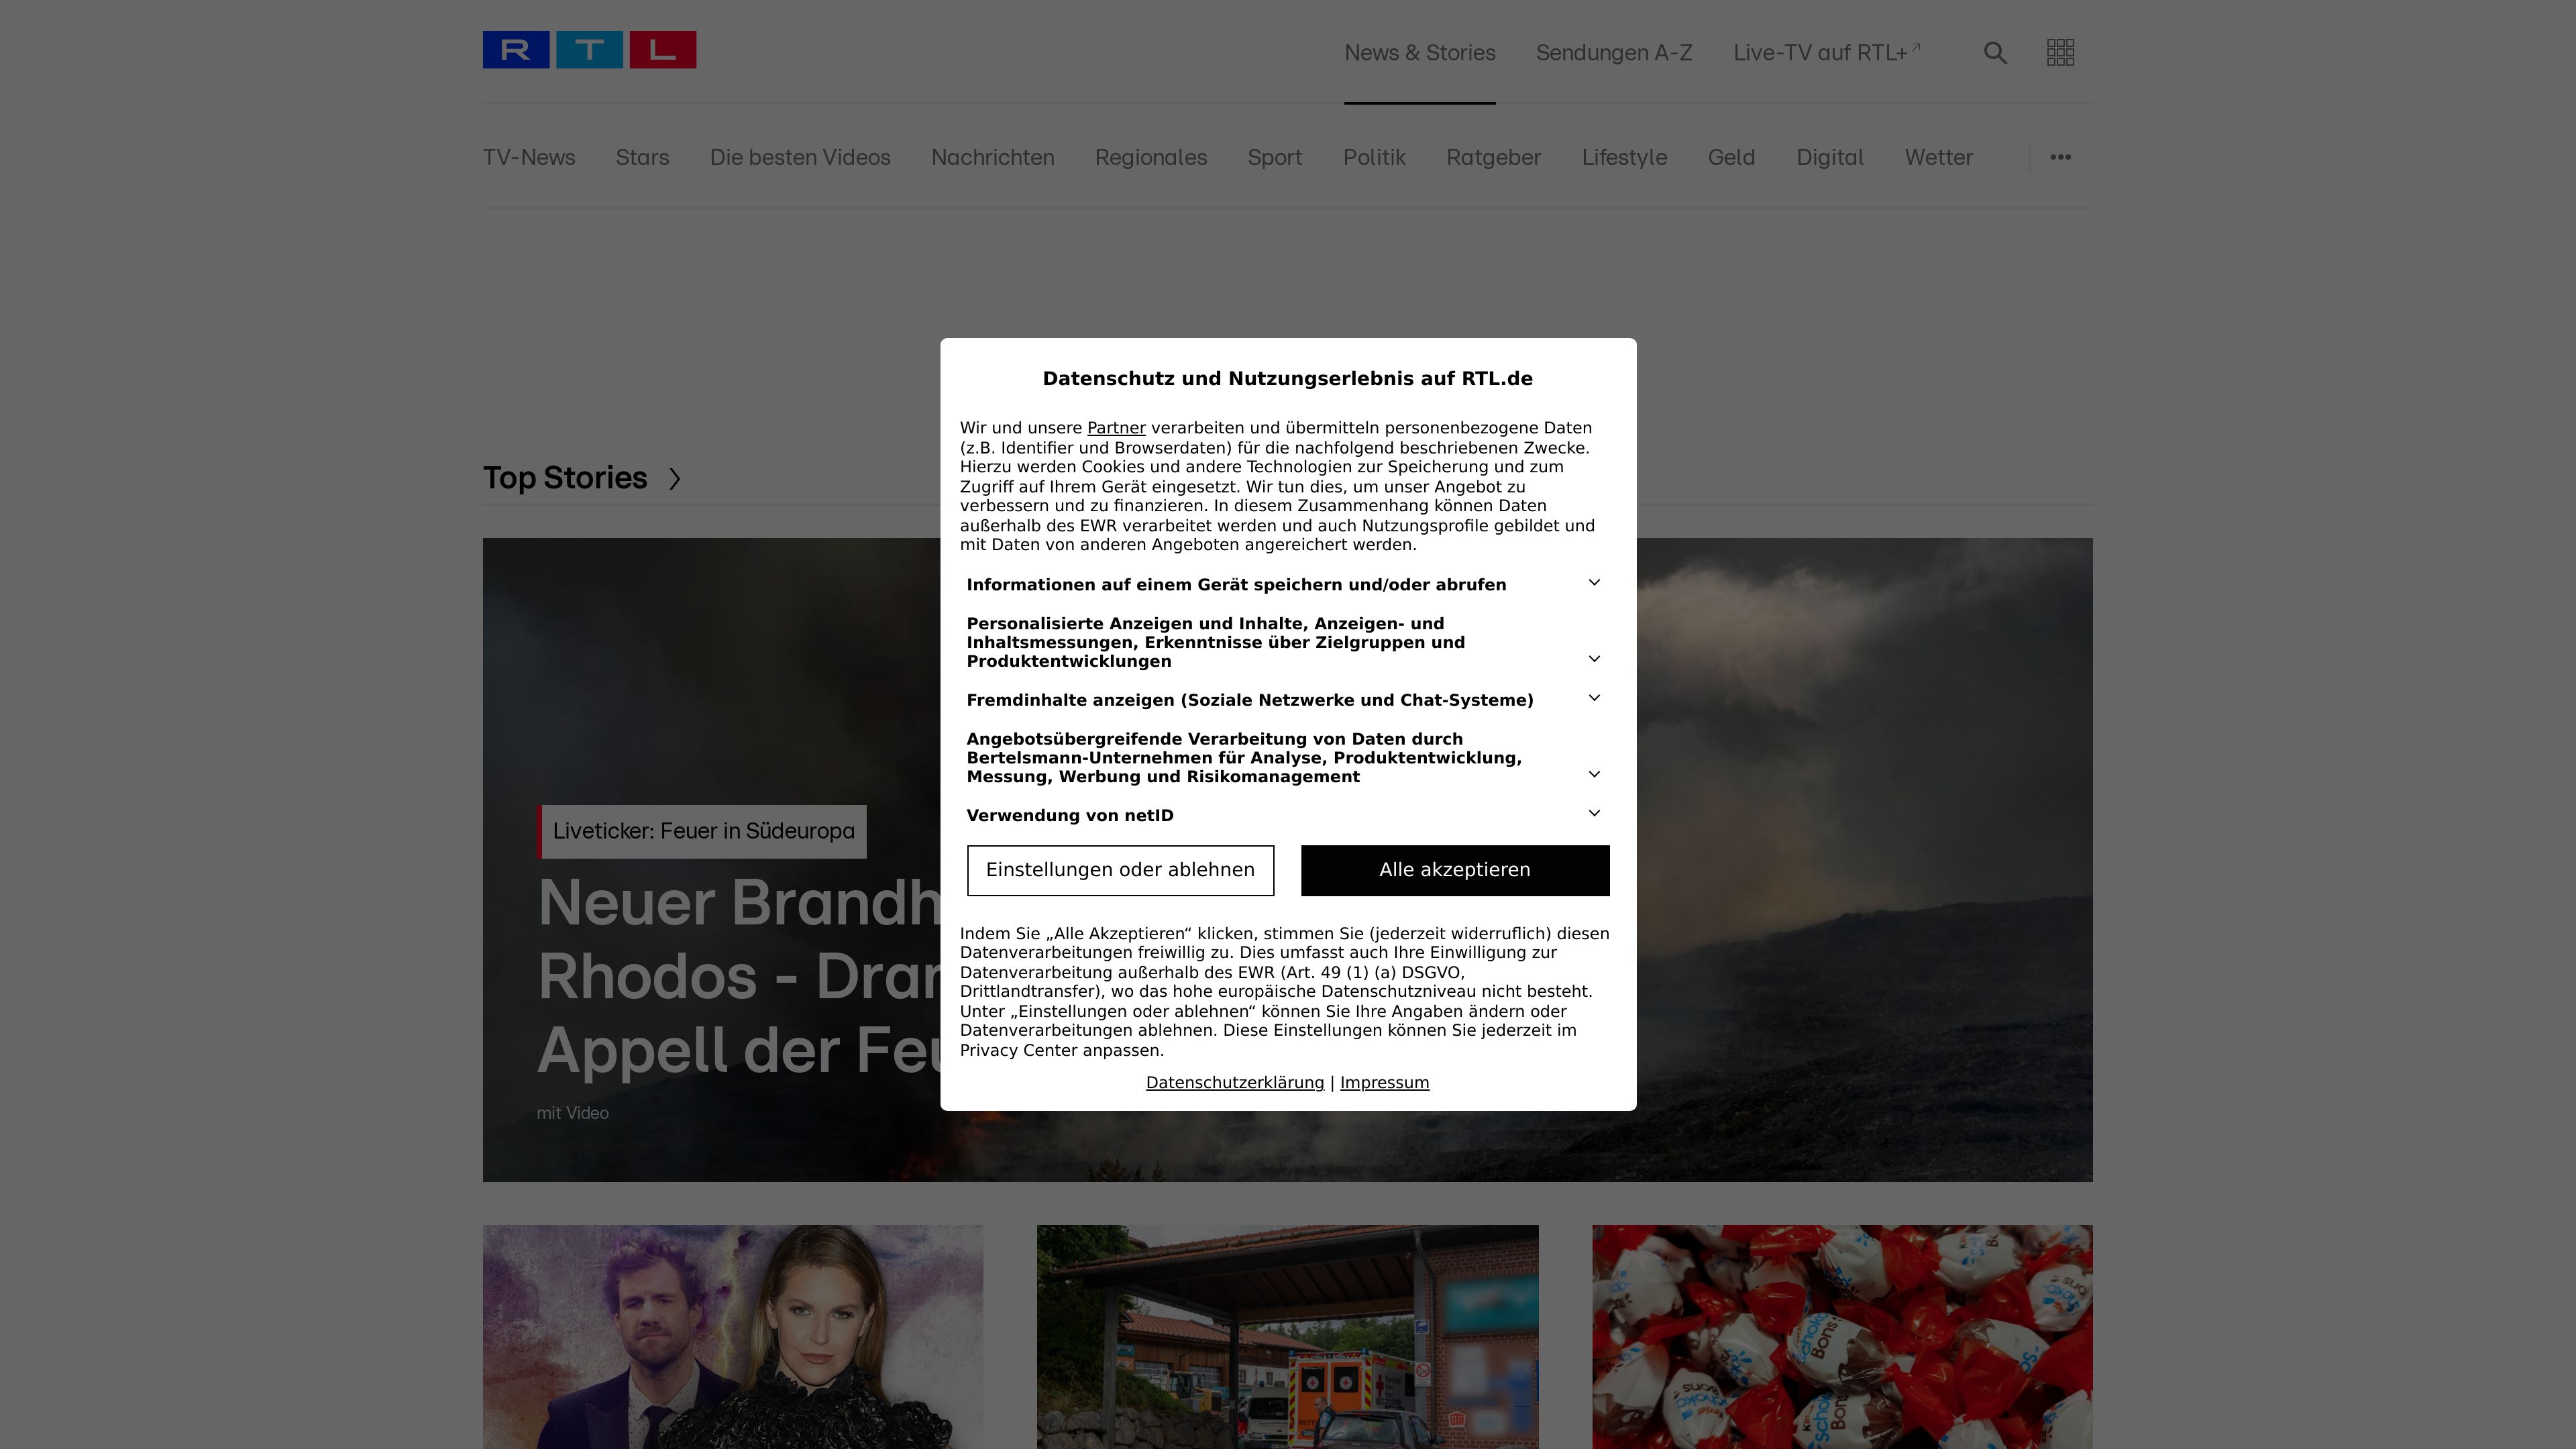 R T L
News & Stories
Sendungen A-Z
Live-TV auf RTL+
TV-News
Stars
Die besten Videos
Nachrichten
Regionales
Sport
Politik
Ratgeber
Lifestyle
Geld
Digital
Wetter
Top Stories
Datenschutz und Nutzungserlebnis auf RTL.de
Wir und unsere Partner verarbeiten und übermitteln personenbezogene Daten
(z.B. Identifier und Browserdaten) für die nachfolgend beschriebenen Zwecke.
Hierzu werden Cookies und andere Technologien zur Speicherung und zum
Zugriff auf Ihrem Gerät eingesetzt. Wir tun dies, um unser Angebot zu
verbessern und zu finanzieren. In diesem Zusammenhang können Daten
außerhalb des EWR verarbeitet werden und auch Nutzungsprofile gebildet und
mit Daten von anderen Angeboten angereichert werden.
Informationen auf einem Gerät speichern und/oder abrufen
Personalisierte Anzeigen und Inhalte, Anzeigen- und
Inhaltsmessungen, Erkenntnisse über Zielgruppen und
Produktentwicklungen
Fremdinhalte anzeigen (Soziale Netzwerke und Chat-Systeme)
Angebotsübergreifende Verarbeitung von Daten durch
Bertelsmann-Unternehmen für Analyse, Produktentwicklung,
Messung, Werbung und Risikomanagement
Verwendung von netID
Einstellungen oder ablehnen
Alle akzeptieren
Indem Sie „Alle Akzeptieren“ klicken, stimmen Sie (jederzeit widerruflich) diesen
Datenverarbeitungen freiwillig zu. Dies umfasst auch Ihre Einwilligung zur
Datenverarbeitung außerhalb des EWR (Art. 49 (1) (a) DSGVO,
Drittlandtransfer), wo das hohe europäische Datenschutzniveau nicht besteht.
Unter „Einstellungen oder ablehnen“ können Sie Ihre Angaben ändern oder
Datenverarbeitungen ablehnen. Diese Einstellungen können Sie jederzeit im
Privacy Center anpassen.
Datenschutzerklärung | Impressum
Liveticker: Feuer in Südeuropa
Neuer
Rhodos -
Appell der
mit Video
Schoko
Bons